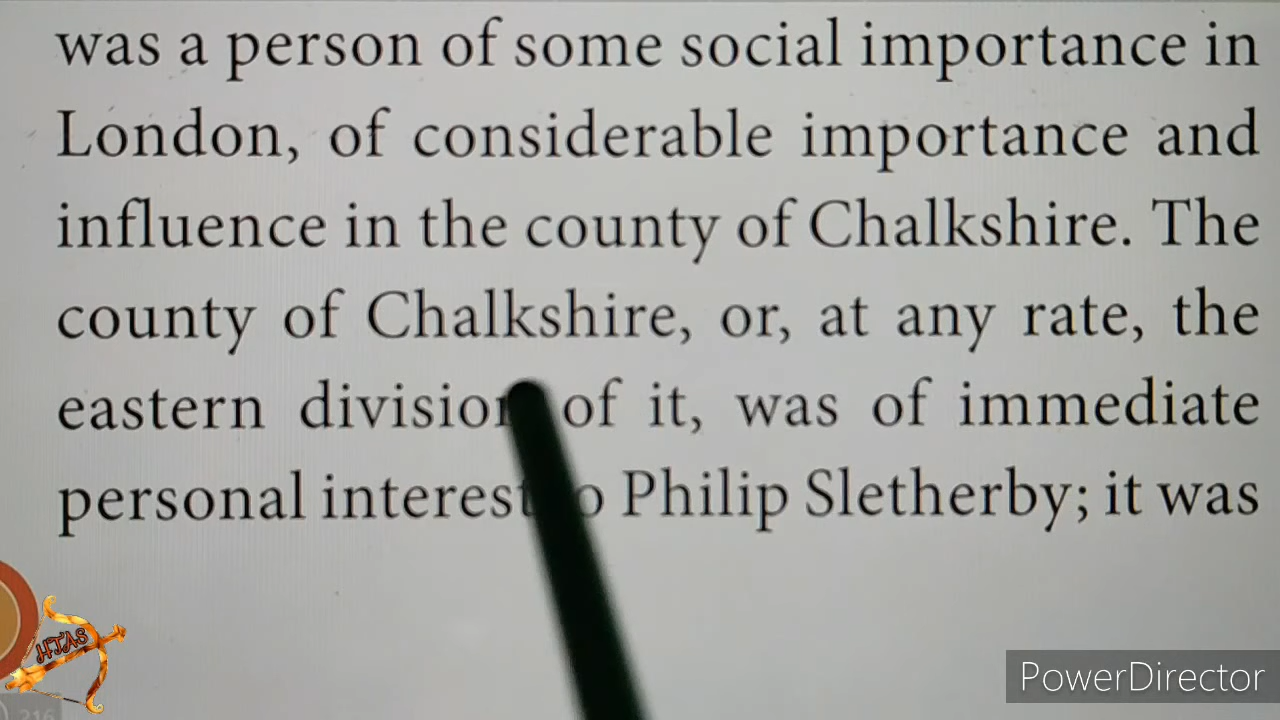 was a person of some social importance in
London, of considerable importance and
influence in the county of Chalkshire. The
county of Chalkshire, or, at any rate, the
eastern division of it, was of immediate
personal interest Philip Sletherby; it was
HTAS
PowerDirector
216